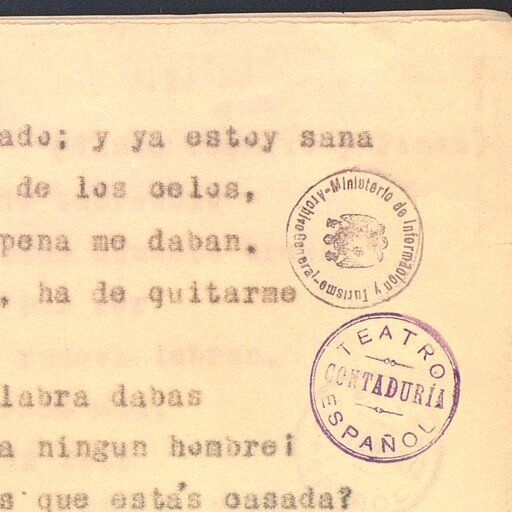 ado; y ya estoy sana
de los celos,
pena me daban.
, ha de quitarme
labra dabas
a ningun hombre!
s que estás casada?
Ministerio de Información y Turismo-Archivo General-
TEATRO
CONTADURÍA
ESPAÑOL